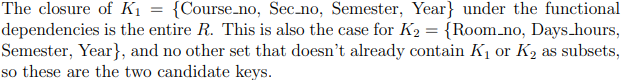 The closure of K1 = {Course_no, Sec_no, Semester, Year} under the functional
dependencies is the entire R. This is also the case for K2 = {Room_no, Days_hours,
Semester, Year}, and no other set that doesn't already contain K1 or K2 as subsets,
so these are the two candidate keys.